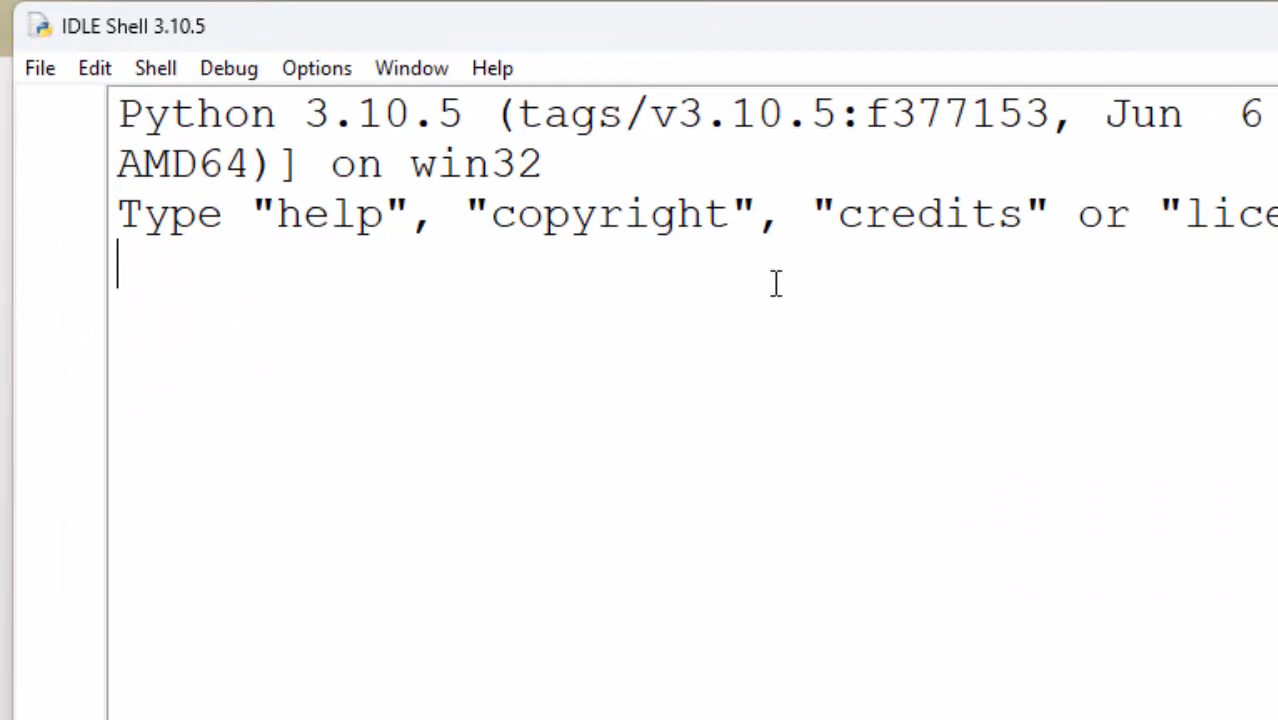 IDLE Shell 3.10.5
File Edit Shell Debug Options Window Help
Python 3.10.5 (tags/v3.10.5:f377153, Jun  6
AMD64)] on win32
Type "help", "copyright", "credits" or "lice